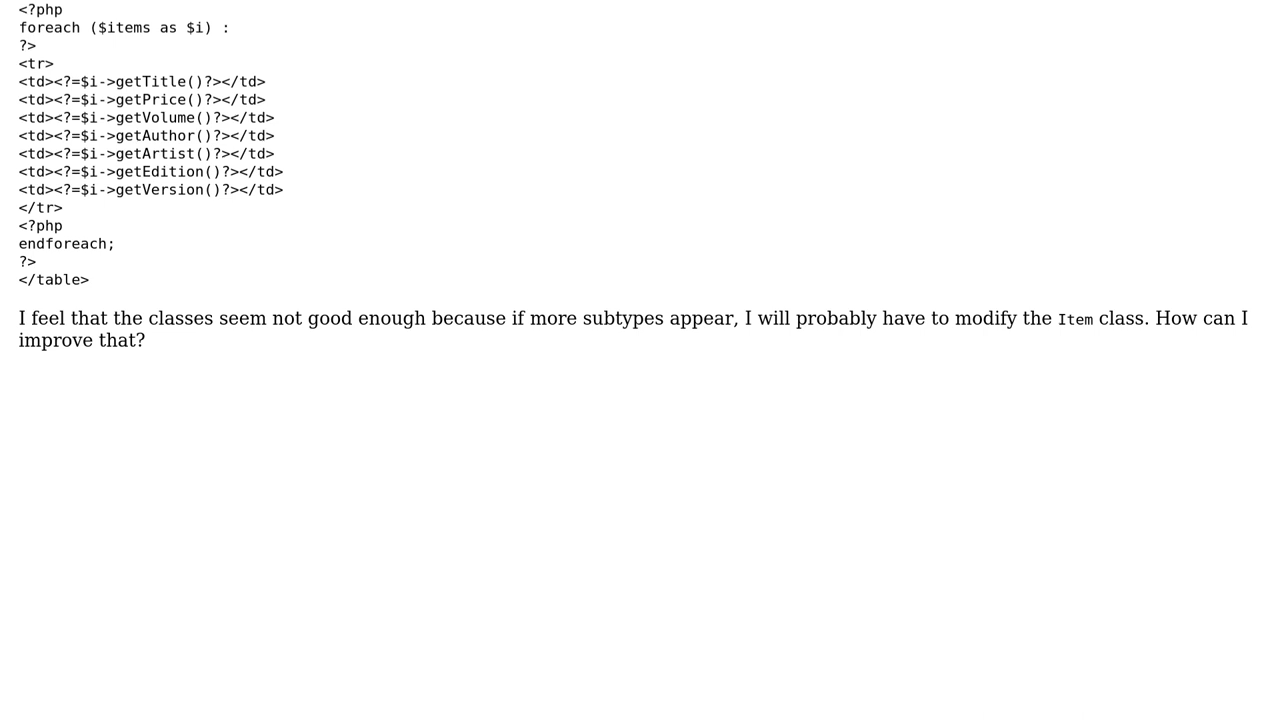 <?php
foreach ($items as $i) :
?>
<tr>
<td><?=$i->getTitle()?></td>
<td><?=$i->getPrice()?></td>
<td><?=$i->getVolume()?></td>
<td><?=$i->getAuthor()?></td>
<td><?=$i->getArtist()?></td>
<td><?=$i->getEdition()?></td>
<td><?=$i->getVersion()?></td>
</tr>
<?php
endforeach;
?>
</table>
I feel that the classes seem not good enough because if more subtypes appear, I will probably have to modify the Item class. How can I
improve that?